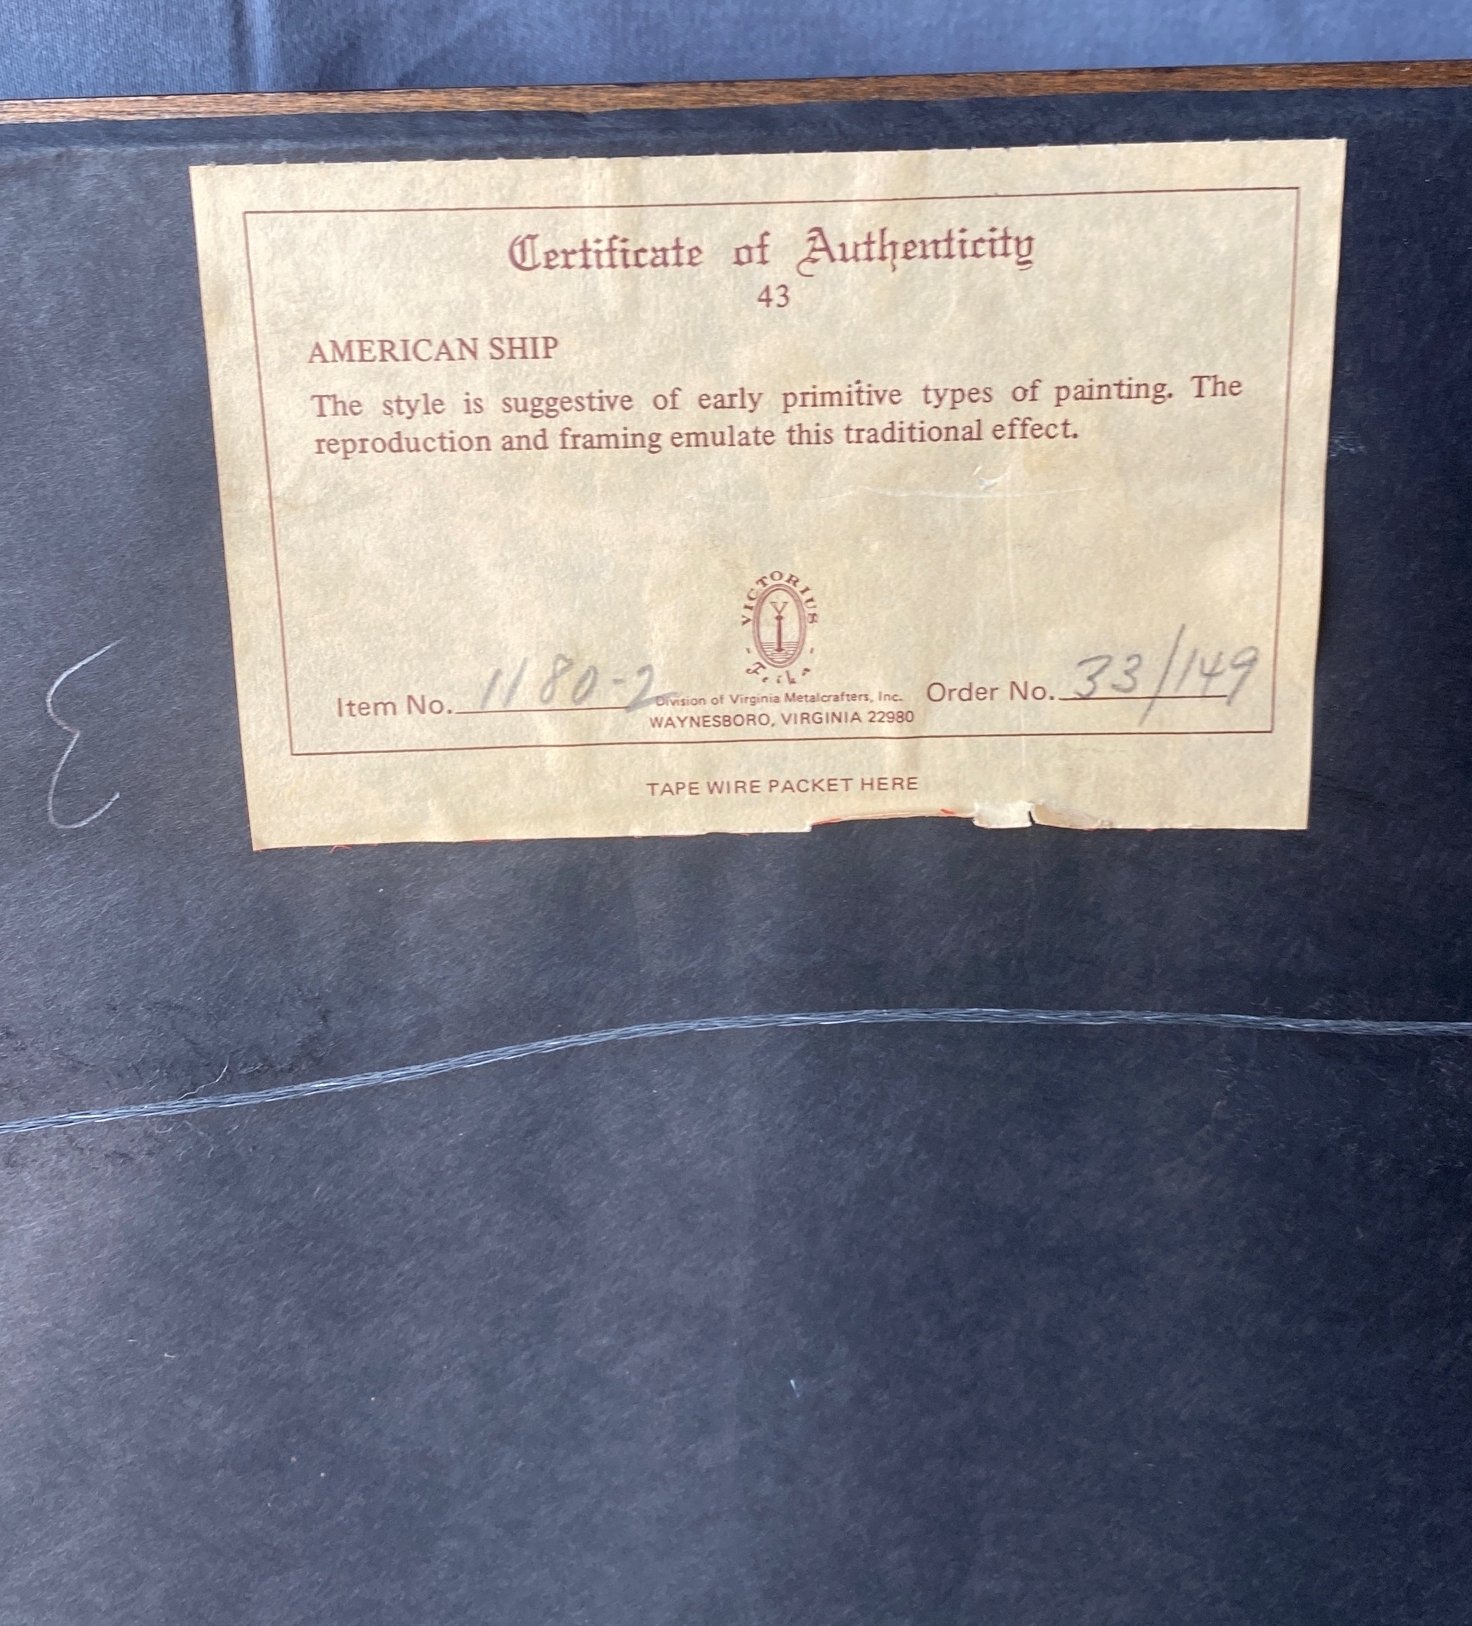 Certificate of Authenticity
43
AMERICAN SHIP
The style is suggestive of early primitive types of painting. The
reproduction and framing emulate this traditional effect.
VICTORIUS
V
Item No. 1180-2
Division of Virginia Metalcrafters, Inc.
WAYNESBORO, VIRGINIA 22980
Order No. 33/149
TAPE WIRE PACKET HERE